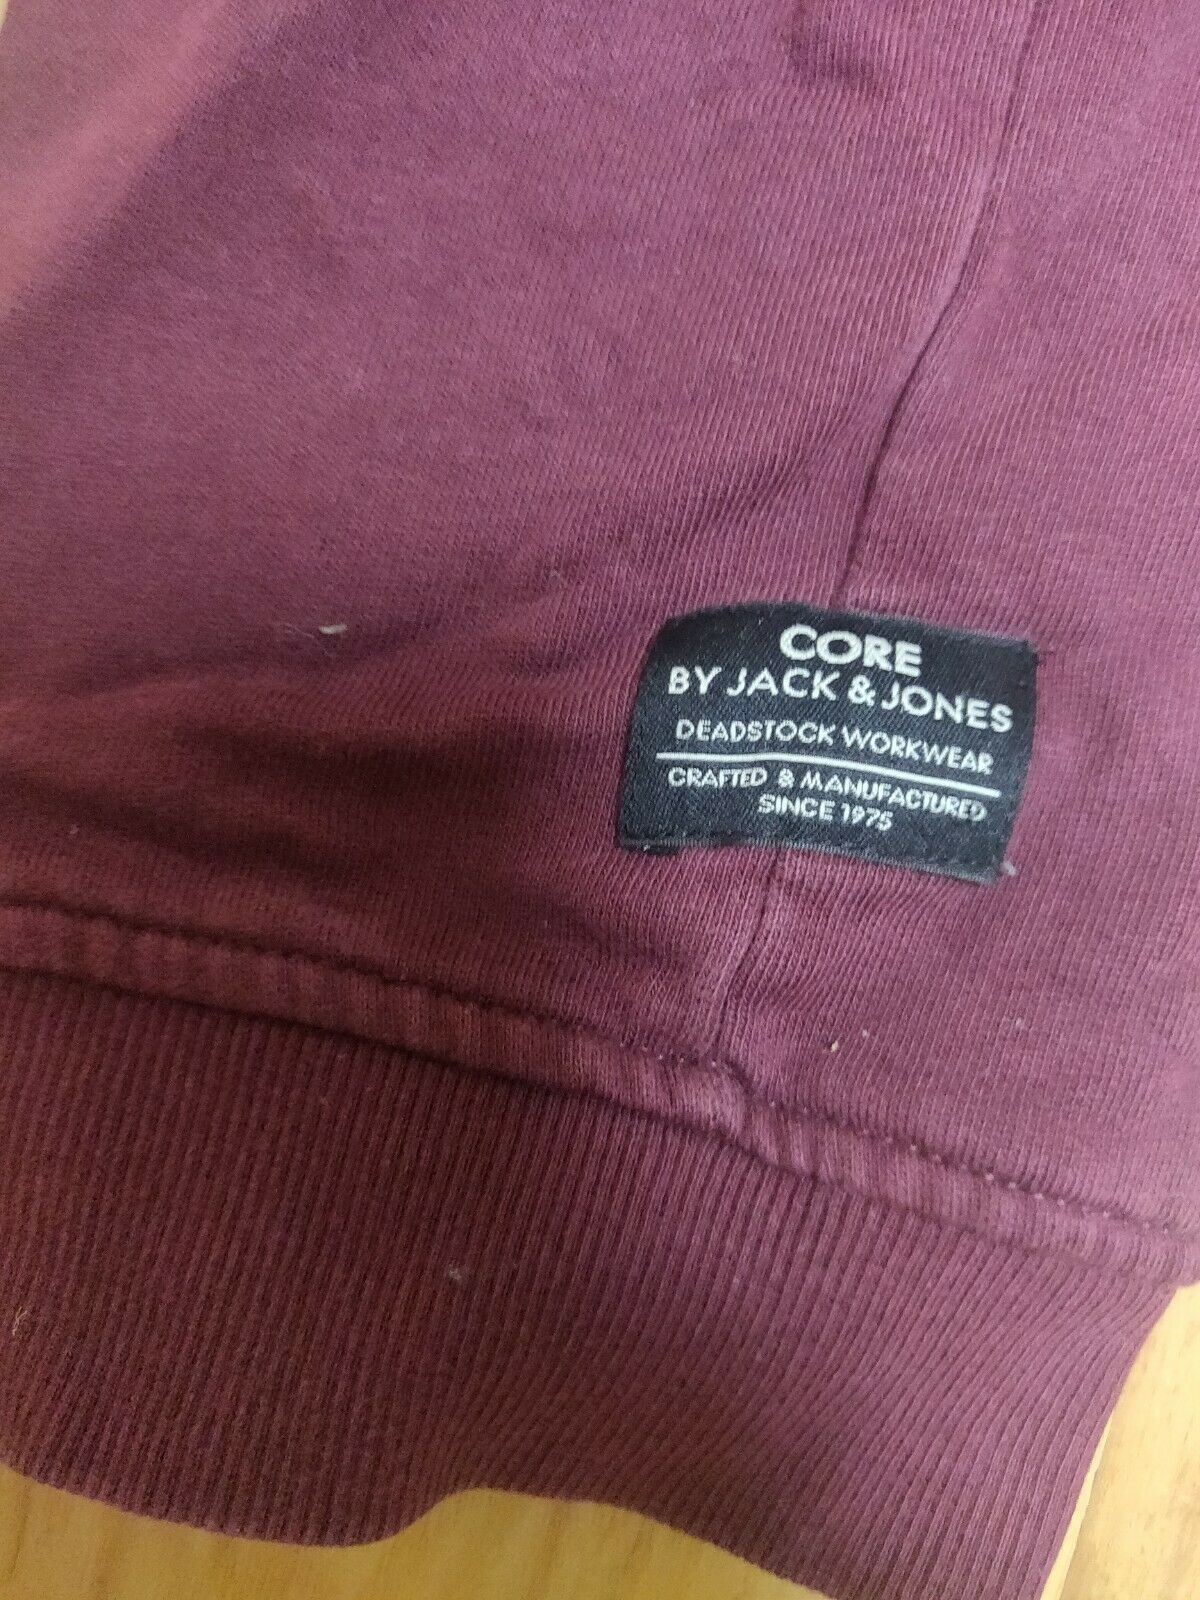 CORE
BY JACK & JONES
DEADSTOCK WORKWEAR
CRAFTED & MANUFACTURED
SINCE 1975